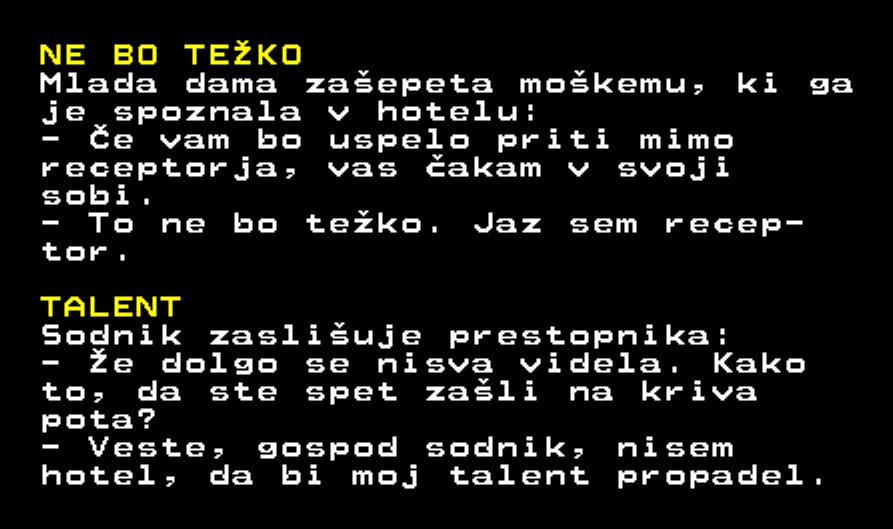 NE BO TEŽKO
Mlada dama zašepeta moškemu, ki ga
je spoznala v hotelu:
- Če vam bo uspelo priti mimo
receptorja, vas čakam v svoji
sobi.
- To ne bo težko. Jaz sem recep-
tor.
TALENT
Sodnik zaslišuje prestopnika:
- Že dolgo se nisva videla. Kako
to, da ste spet zašli na kriva
pota?
- Veste, gospod sodnik, nisem
hotel, da bi moj talent propadel.